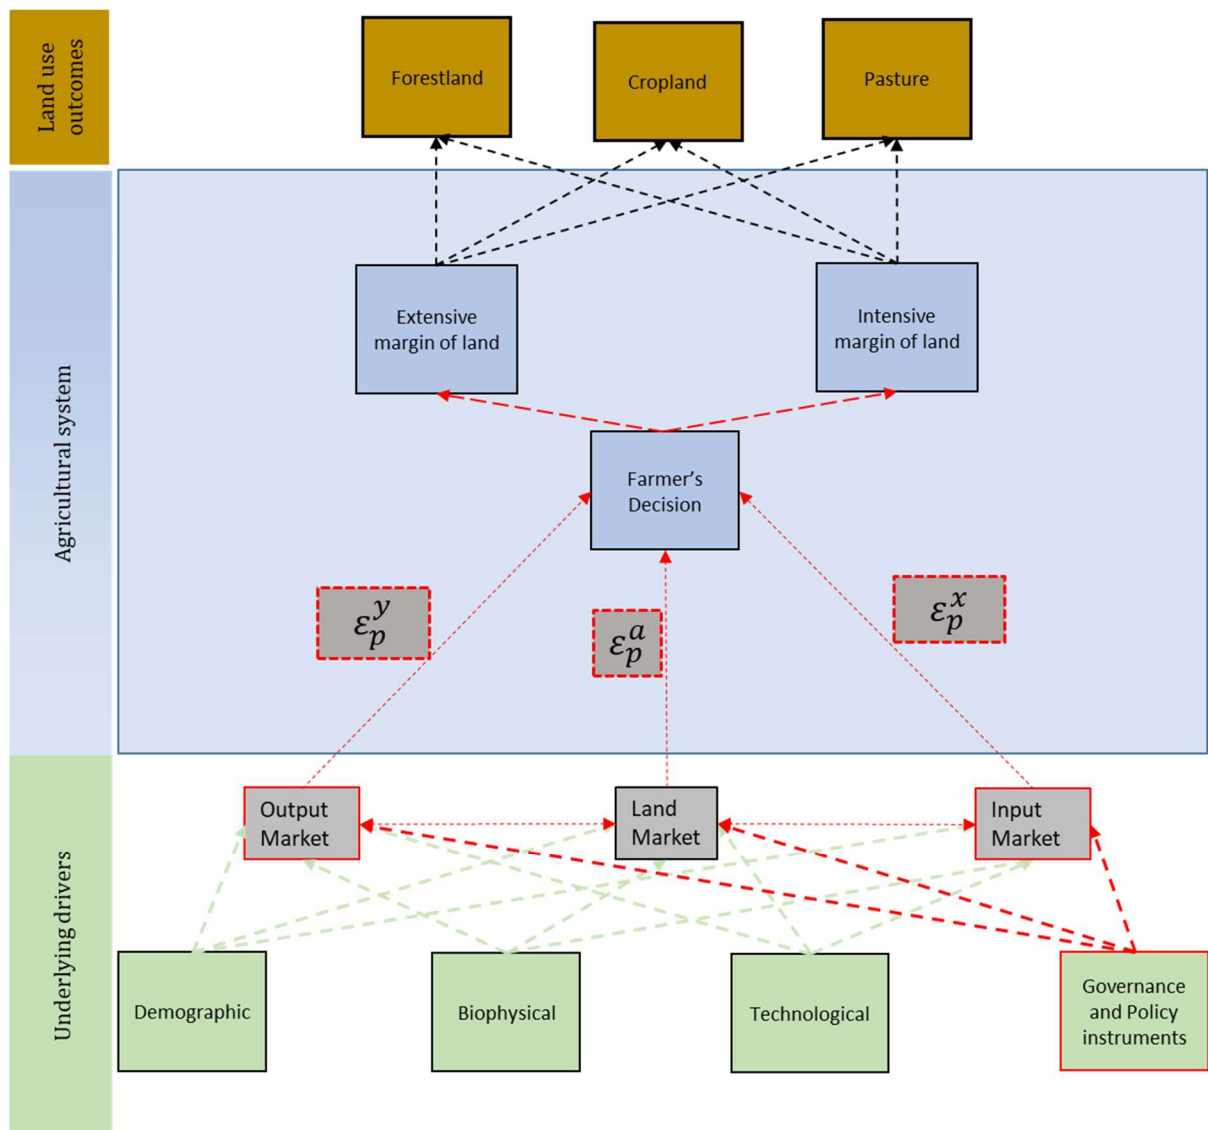 Land use
outcomes
Forestland
Cropland
Pasture
Agricultural system
Extensive
margin of land
Intensive
margin of land
Farmer’s
Decision
ε_p^y
ε_p^a
ε_p^x
Underlying drivers
Output
Market
Land
Market
Input
Market
Demographic
Biophysical
Technological
Governance
and Policy
instruments